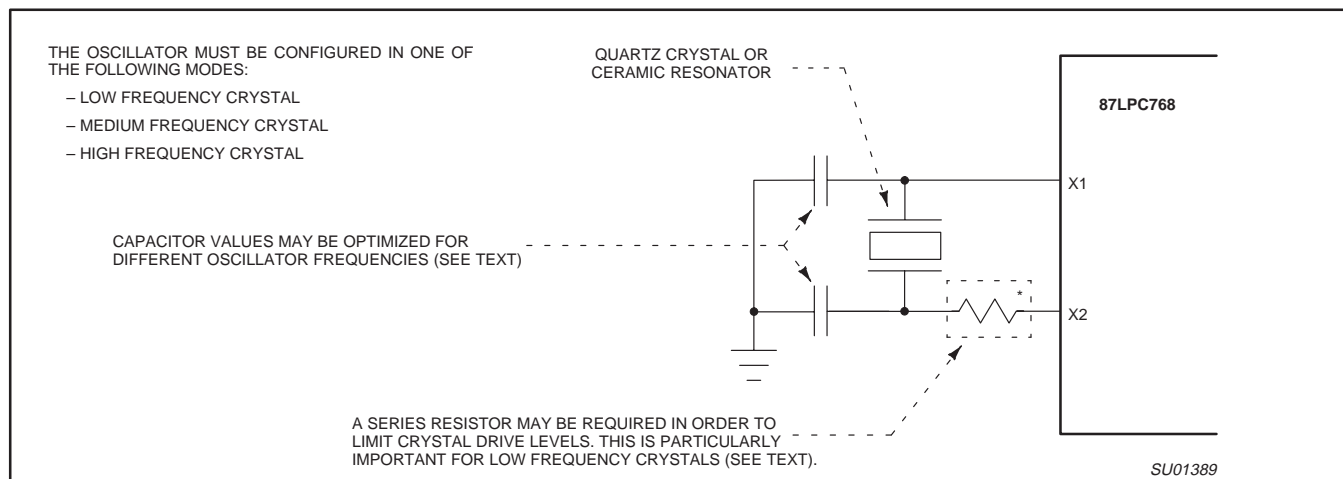 THE OSCILLATOR MUST BE CONFIGURED IN ONE OF
THE FOLLOWING MODES:
– LOW FREQUENCY CRYSTAL
– MEDIUM FREQUENCY CRYSTAL
– HIGH FREQUENCY CRYSTAL
QUARTZ CRYSTAL OR
CERAMIC RESONATOR
87LPC768
X1
CAPACITOR VALUES MAY BE OPTIMIZED FOR
DIFFERENT OSCILLATOR FREQUENCIES (SEE TEXT)
*
X2
A SERIES RESISTOR MAY BE REQUIRED IN ORDER TO
LIMIT CRYSTAL DRIVE LEVELS. THIS IS PARTICULARLY
IMPORTANT FOR LOW FREQUENCY CRYSTALS (SEE TEXT).
SU01389